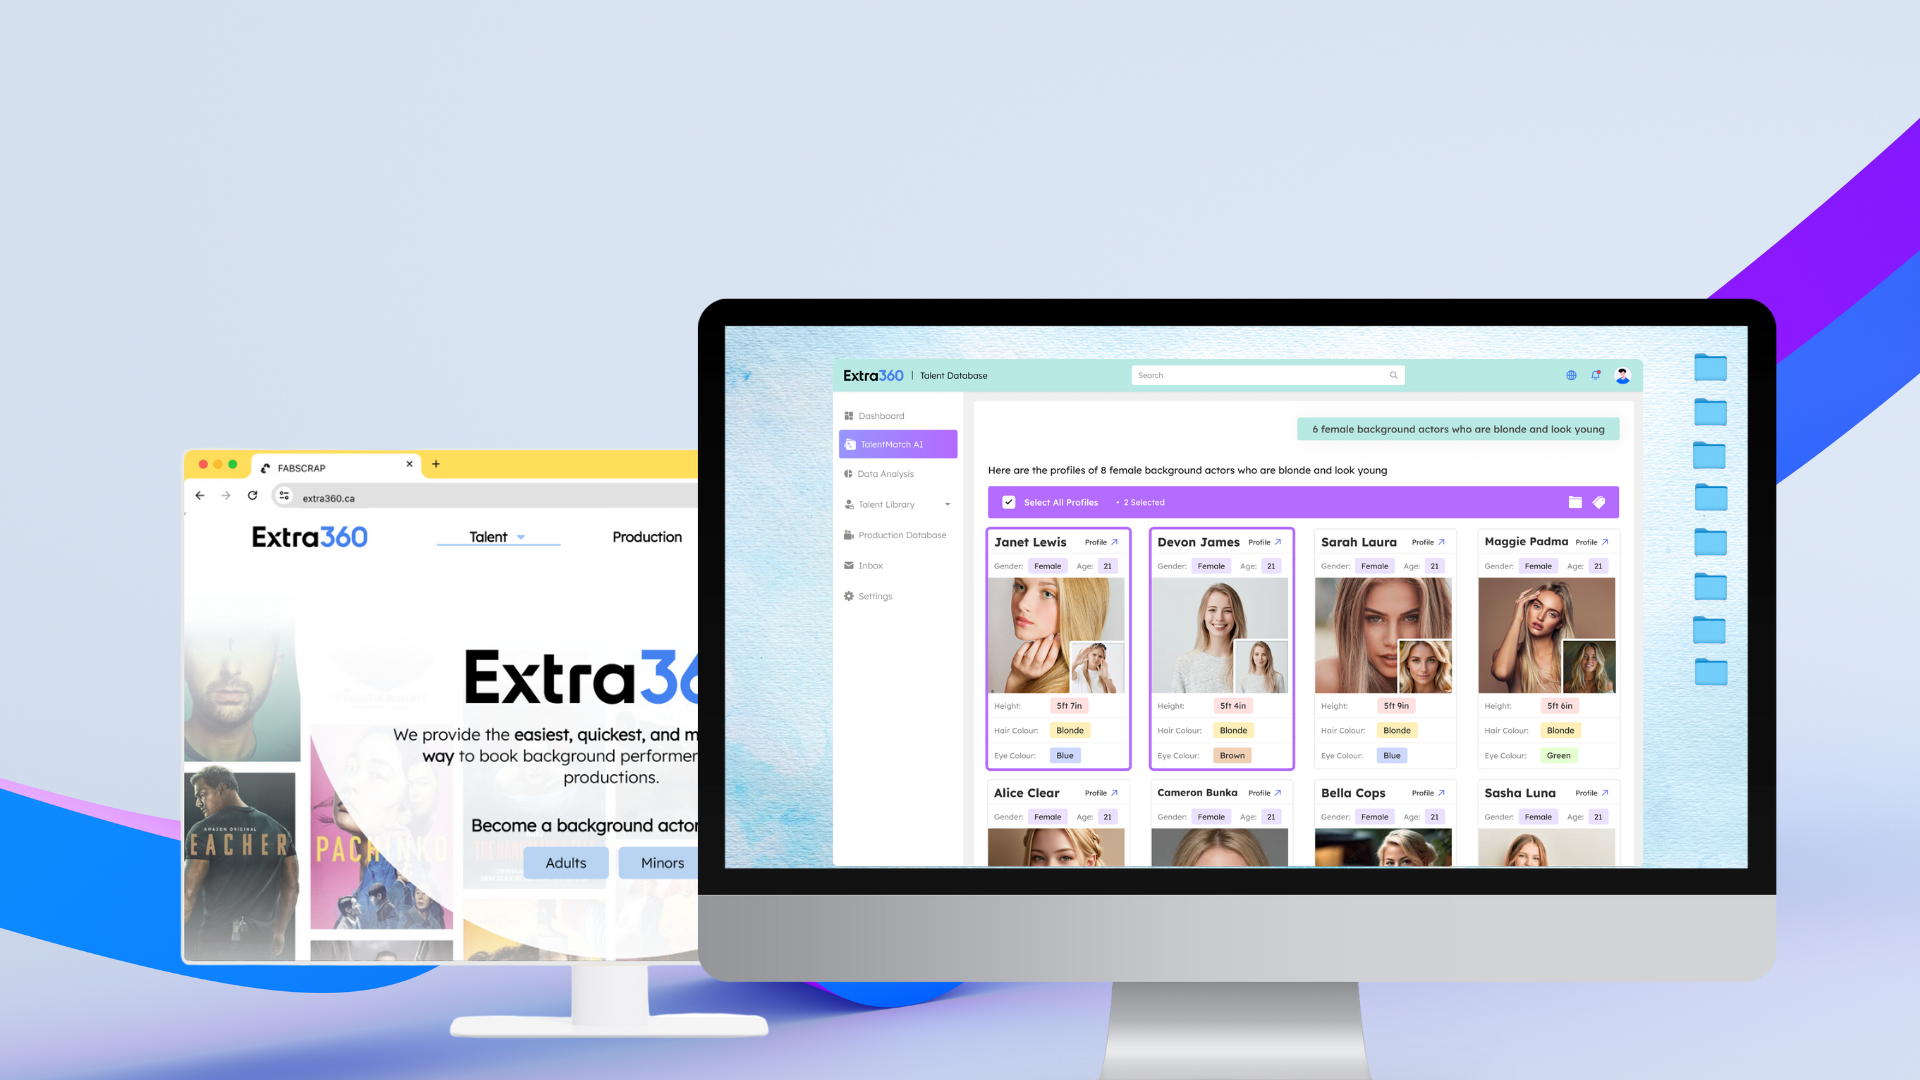 FABSCRAP
extra360.ca
Extra360
Talent
Production
Extra36
We provide the easiest, quickest, and m
way to book background performer
productions.
Become a background actor
Adults
Minors
AMAZON ORIGINAL
EACHER
PACHINKO
Extra360 | Talent Database
Search
Dashboard
TalentMatch AI
Data Analysis
Talent Library
Production Database
Inbox
Settings
6 female background actors who are blonde and look young
Here are the profiles of 8 female background actors who are blonde and look young
Select All Profiles • 2 Selected
Janet Lewis Profile
Gender: Female Age: 21
Height: 5ft 7in
Hair Colour: Blonde
Eye Colour: Blue
Devon James Profile
Gender: Female Age: 21
Height: 5ft 4in
Hair Colour: Blonde
Eye Colour: Brown
Sarah Laura Profile
Gender: Female Age: 21
Height: 5ft 9in
Hair Colour: Blonde
Eye Colour: Blue
Maggie Padma Profile
Gender: Female Age: 21
Height: 5ft 6in
Hair Colour: Blonde
Eye Colour: Green
Alice Clear Profile
Gender: Female Age: 21
Cameron Bunka Profile
Gender: Female Age: 21
Bella Cops Profile
Gender: Female Age: 21
Sasha Luna Profile
Gender: Female Age: 21